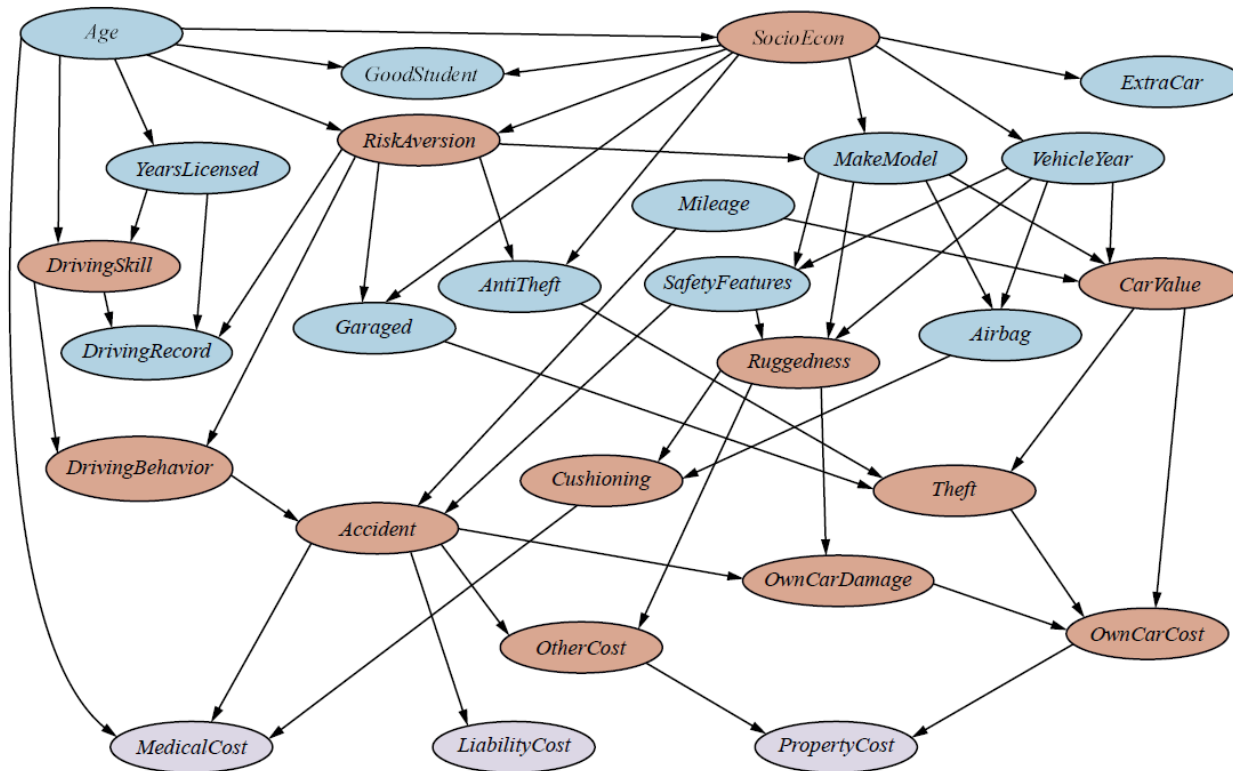 Age
SocioEcon
GoodStudent
ExtraCar
RiskAversion
YearsLicensed
MakeModel
VehicleYear
Mileage
DrivingSkill
AntiTheft
SafetyFeatures
CarValue
Garaged
Airbag
DrivingRecord
Ruggedness
DrivingBehavior
Cushioning
Theft
Accident
OwnCarDamage
OtherCost
OwnCarCost
MedicalCost
LiabilityCost
PropertyCost